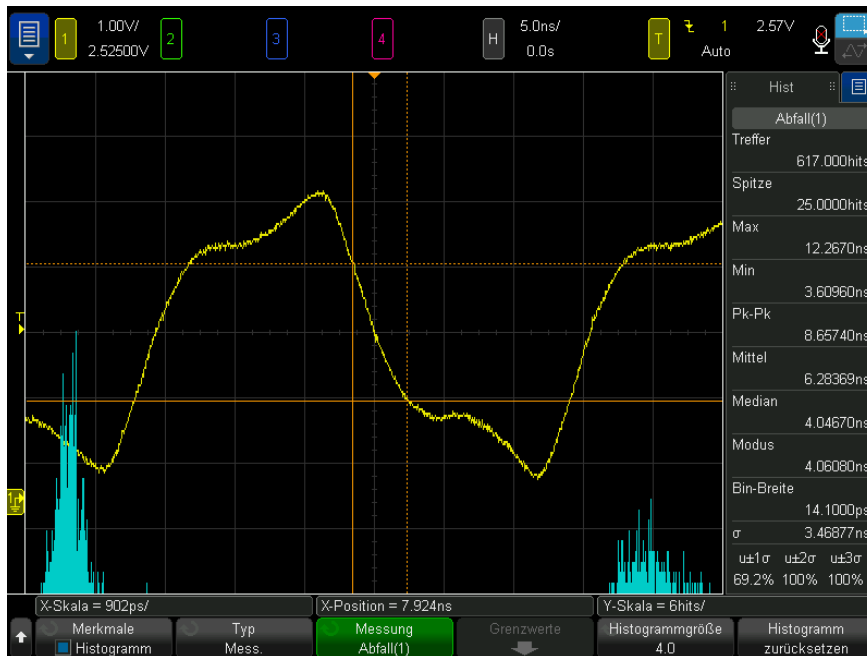 1 1.00V/ 2 3 4 H 5.0ns/ T 1 2.57V
2.52500V 0.0s Auto
Hist
Abfall(1)
Treffer
617.000hits
Spitze
25.0000hits
Max
12.2670ns
Min
3.60960ns
Pk-Pk
8.65740ns
Mittel
6.28369ns
Median
4.04670ns
Modus
4.06080ns
Bin-Breite
14.1000ps
σ 3.46877ns
u±1σ u±2σ u±3σ
69.2% 100% 100%
T
1
X-Skala = 902ps/ X-Position = 7.924ns Y-Skala = 6hits/
Merkmale Typ Messung Grenzwerte Histogrammgröße Histogramm
Histogramm Mess. Abfall(1) 4.0 zurücksetzen